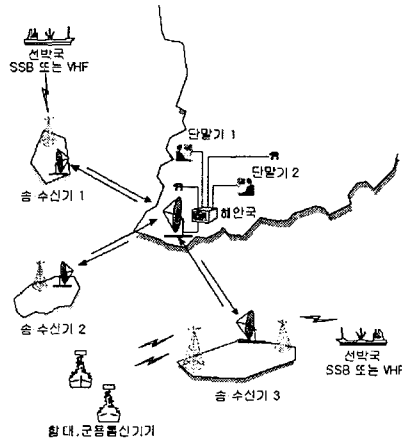 선박국
SSB 또는 VHF
단말기 1
단말기 2
해안국
송 수신기 1
송 수신기 2
송 수신기 3
선박국
SSB 또는 VHF
함대,군용통신기기